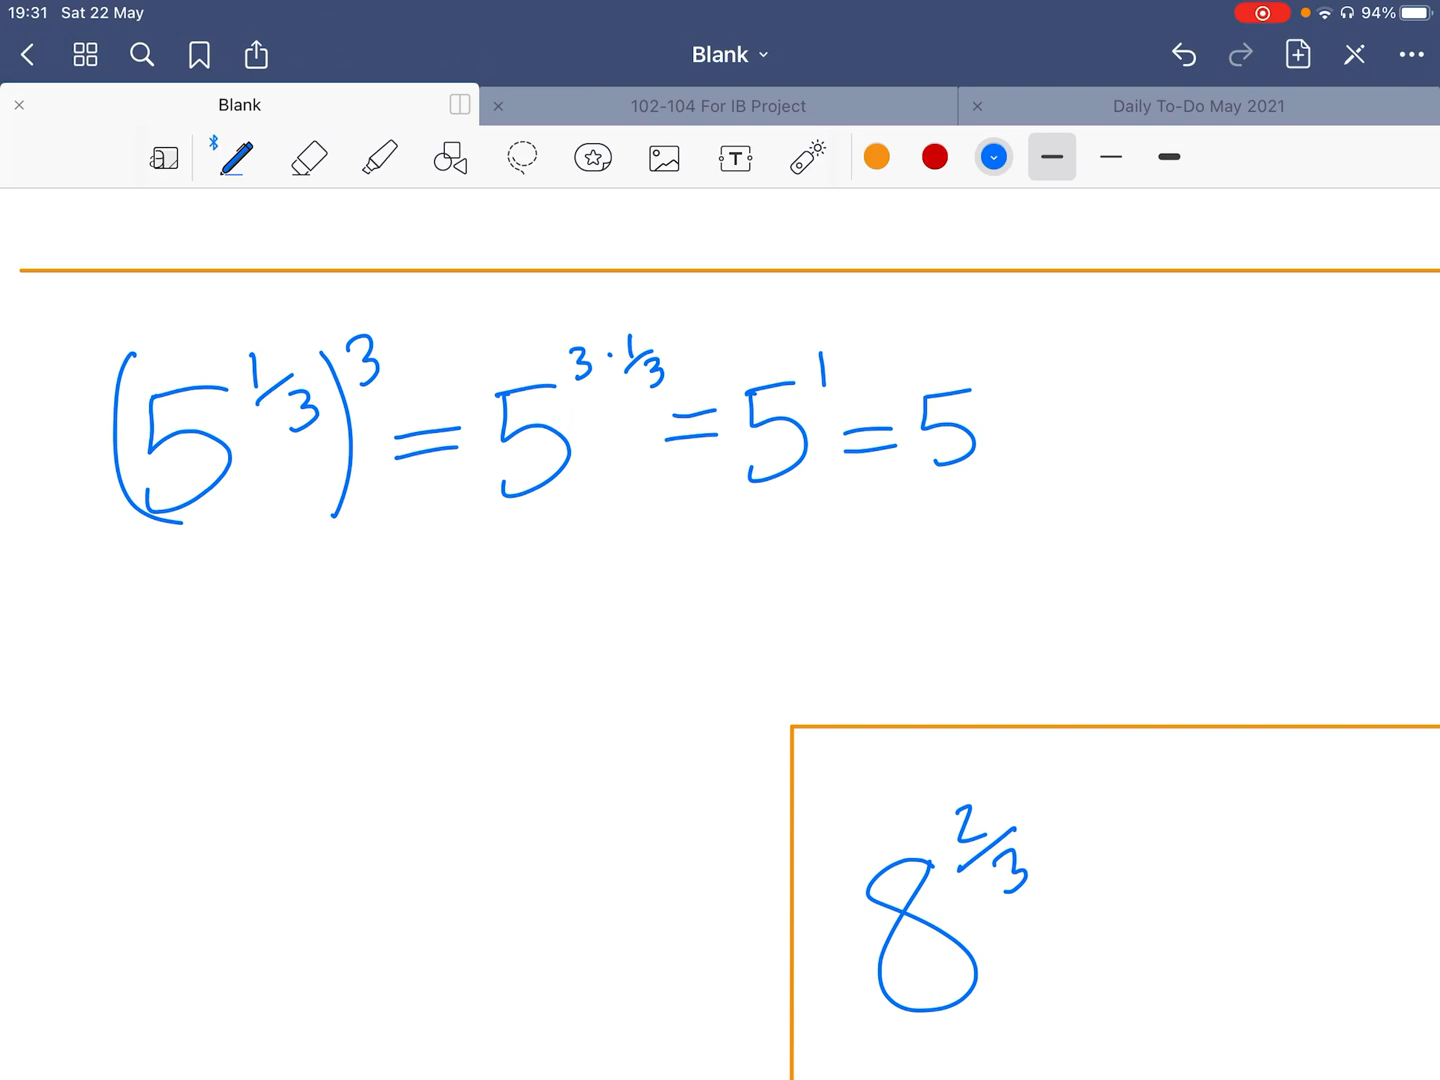 19:31 Sat 22 May 94%
Blank
Blank 102-104 For IB Project Daily To-Do May 2021
T
(5^{1/3})^3 = 5^{3·1/3} = 5^1 = 5
8^{2/3}